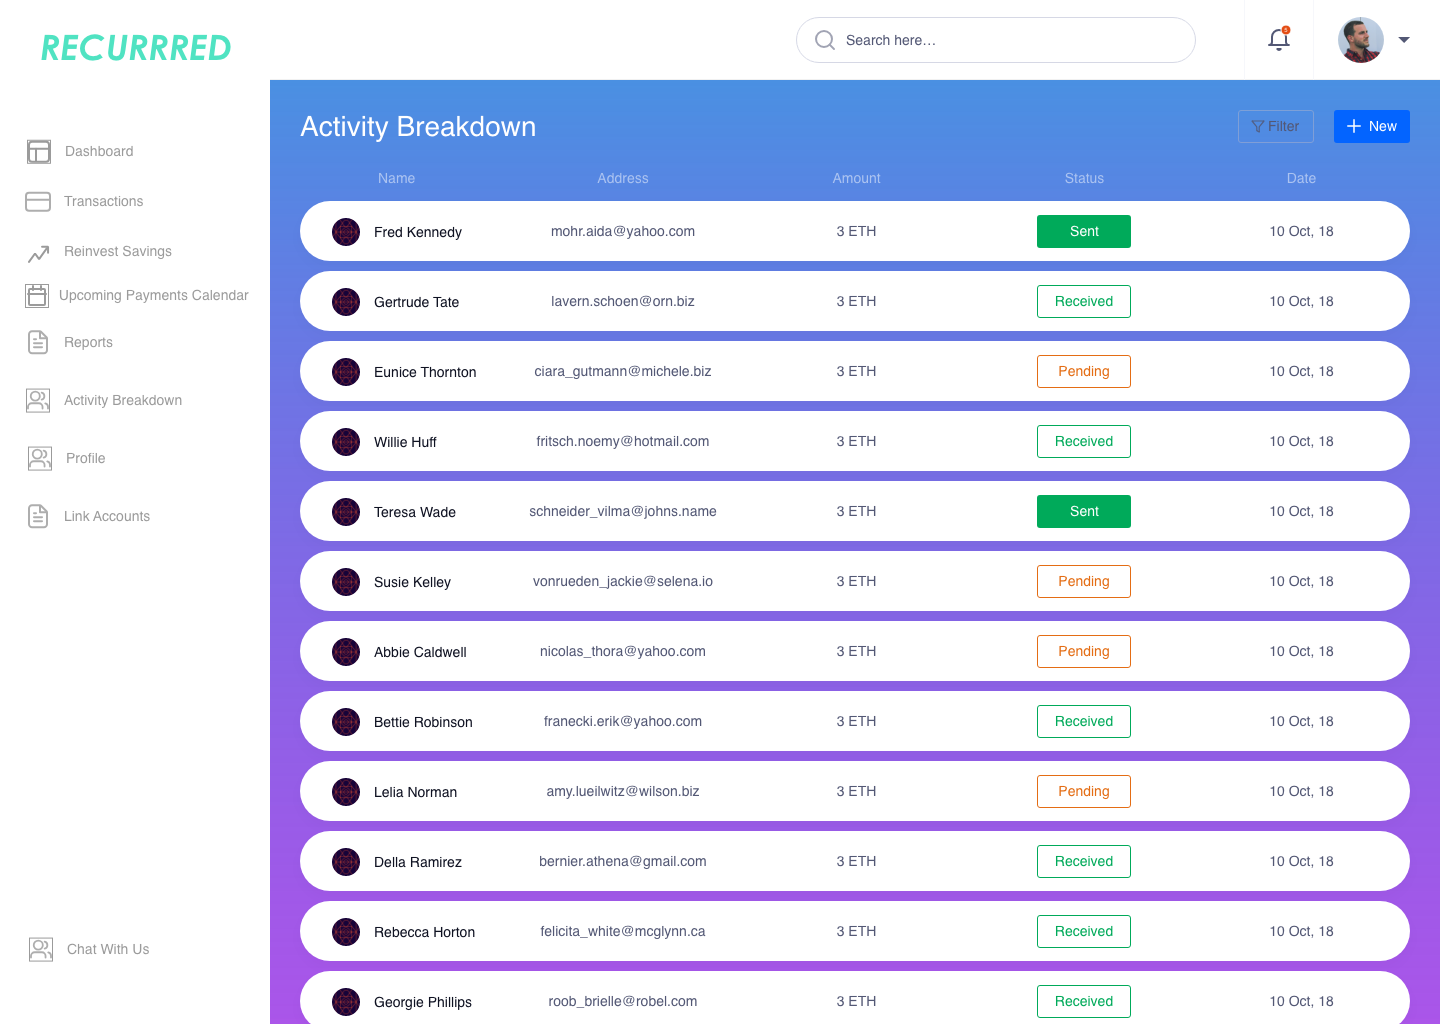 RECURRRED
Search here...
Dashboard
Transactions
Reinvest Savings
Upcoming Payments Calendar
Reports
Activity Breakdown
Profile
Link Accounts
Chat With Us
Activity Breakdown
Filter
New
Name Address Amount Status Date
Fred Kennedy mohr.aida@yahoo.com 3 ETH Sent 10 Oct, 18
Gertrude Tate lavern.schoen@orn.biz 3 ETH Received 10 Oct, 18
Eunice Thornton ciara_gutmann@michele.biz 3 ETH Pending 10 Oct, 18
Willie Huff fritsch.noemy@hotmail.com 3 ETH Received 10 Oct, 18
Teresa Wade schneider_vilma@johns.name 3 ETH Sent 10 Oct, 18
Susie Kelley vonrueden_jackie@selena.io 3 ETH Pending 10 Oct, 18
Abbie Caldwell nicolas_thora@yahoo.com 3 ETH Pending 10 Oct, 18
Bettie Robinson franecki.erik@yahoo.com 3 ETH Received 10 Oct, 18
Lelia Norman amy.lueilwitz@wilson.biz 3 ETH Pending 10 Oct, 18
Della Ramirez bernier.athena@gmail.com 3 ETH Received 10 Oct, 18
Rebecca Horton felicita_white@mcglynn.ca 3 ETH Received 10 Oct, 18
Georgie Phillips roob_brielle@robel.com 3 ETH Received 10 Oct, 18